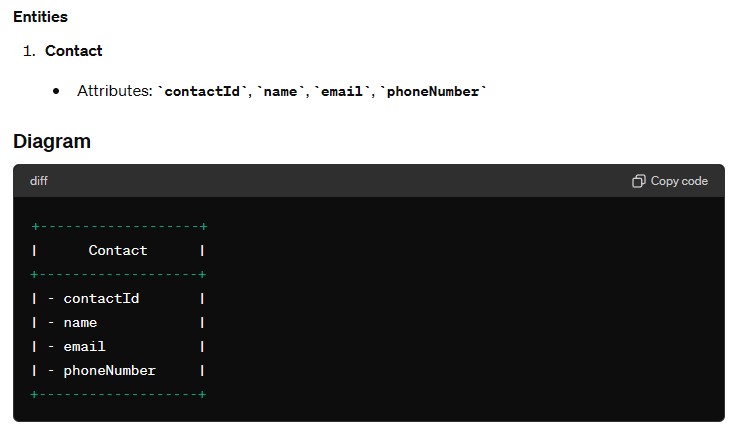 Entities
1. Contact
• Attributes: `contactId`, `name`, `email`, `phoneNumber`
Diagram
diff Copy code
+-------------------+
|      Contact      |
+-------------------+
| - contactId       |
| - name            |
| - email           |
| - phoneNumber     |
+-------------------+